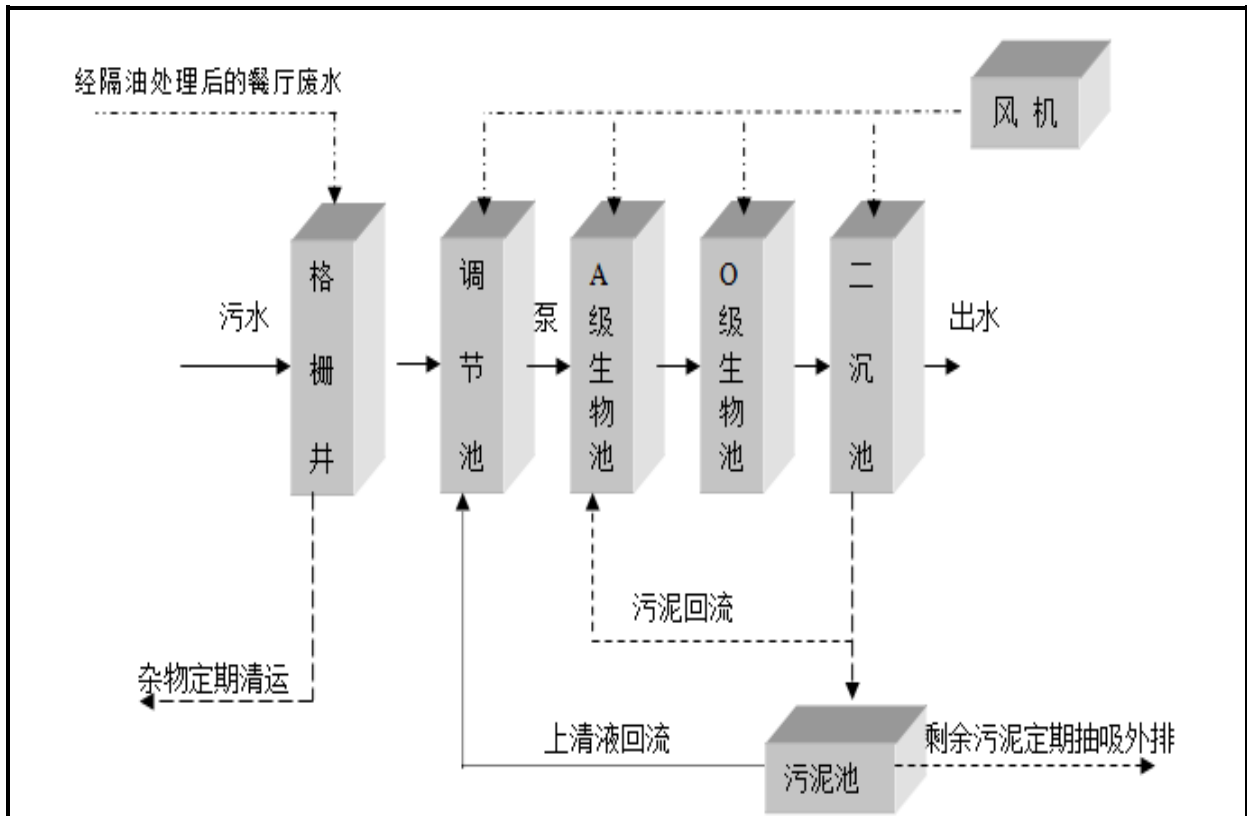 经隔油处理后的餐厅废水
风机
污水
格栅井
调节池
泵
A级生物池
O级生物池
二沉池
出水
污泥回流
杂物定期清运
上清液回流
剩余污泥定期抽吸外排
污泥池